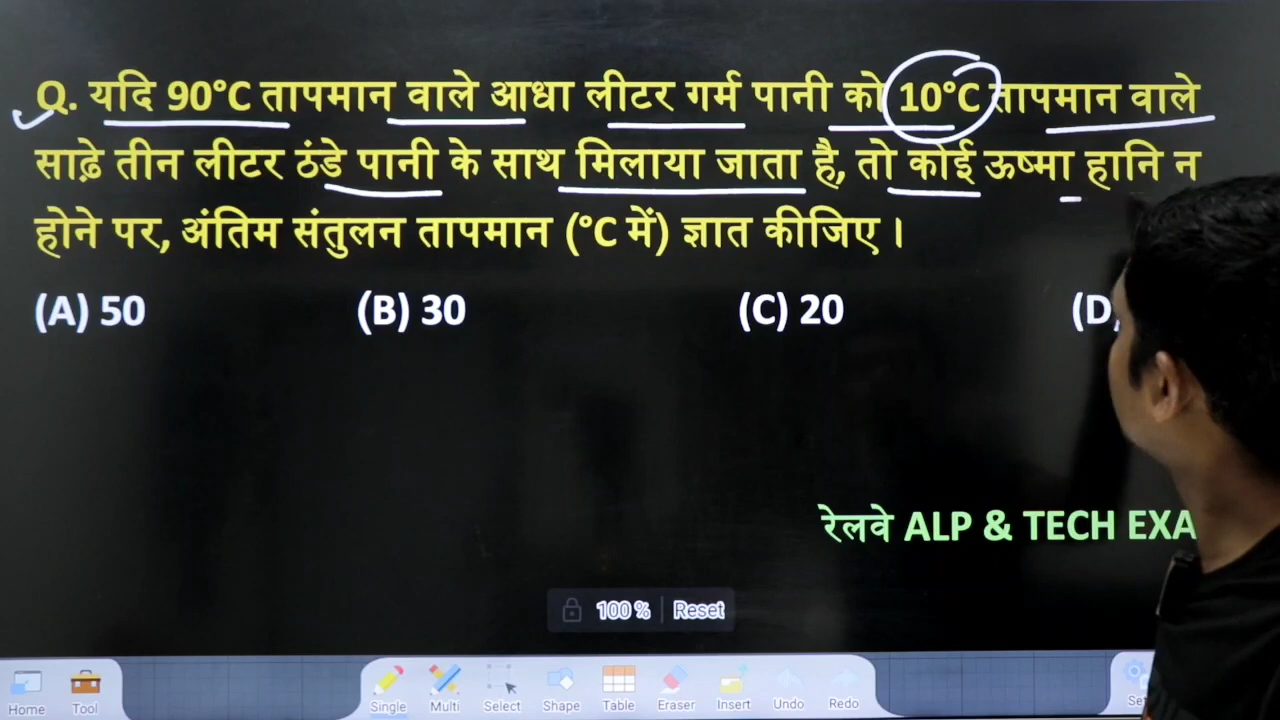 Q. यदि 90°C तापमान वाले आधा लीटर गर्म पानी को 10°C तापमान वाले
साढ़े तीन लीटर ठंडे पानी के साथ मिलाया जाता है, तो कोई ऊष्मा हानि न
होने पर, अंतिम संतुलन तापमान (°C में) ज्ञात कीजिए ।
(A) 50 (B) 30 (C) 20 (D
रेलवे ALP & TECH EXA
100 % Reset
Home Tool Single Multi Select Shape Table Eraser Insert Undo Redo Set